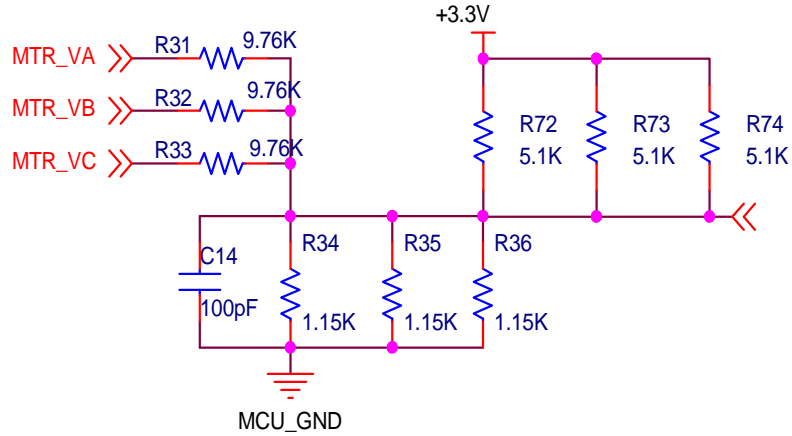 +3.3V
MTR_VA
R31
9.76K
MTR_VB
R32
9.76K
MTR_VC
R33
9.76K
R72
5.1K
R73
5.1K
R74
5.1K
C14
100pF
R34
1.15K
R35
1.15K
R36
1.15K
MCU_GND